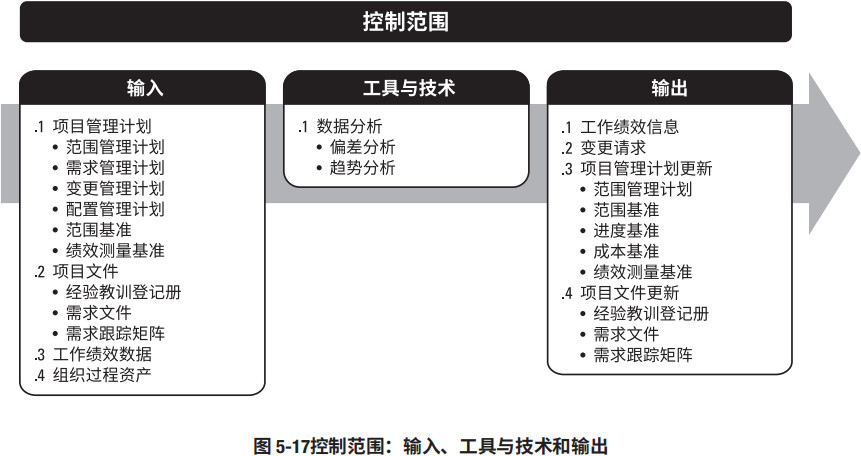 控制范围
输入
.1 项目管理计划
• 范围管理计划
• 需求管理计划
• 变更管理计划
• 配置管理计划
• 范围基准
• 绩效测量基准
.2 项目文件
• 经验教训登记册
• 需求文件
• 需求跟踪矩阵
.3 工作绩效数据
.4 组织过程资产
工具与技术
.1 数据分析
• 偏差分析
• 趋势分析
输出
.1 工作绩效信息
.2 变更请求
.3 项目管理计划更新
• 范围管理计划
• 范围基准
• 进度基准
• 成本基准
• 绩效测量基准
.4 项目文件更新
• 经验教训登记册
• 需求文件
• 需求跟踪矩阵
图 5-17控制范围：输入、工具与技术和输出